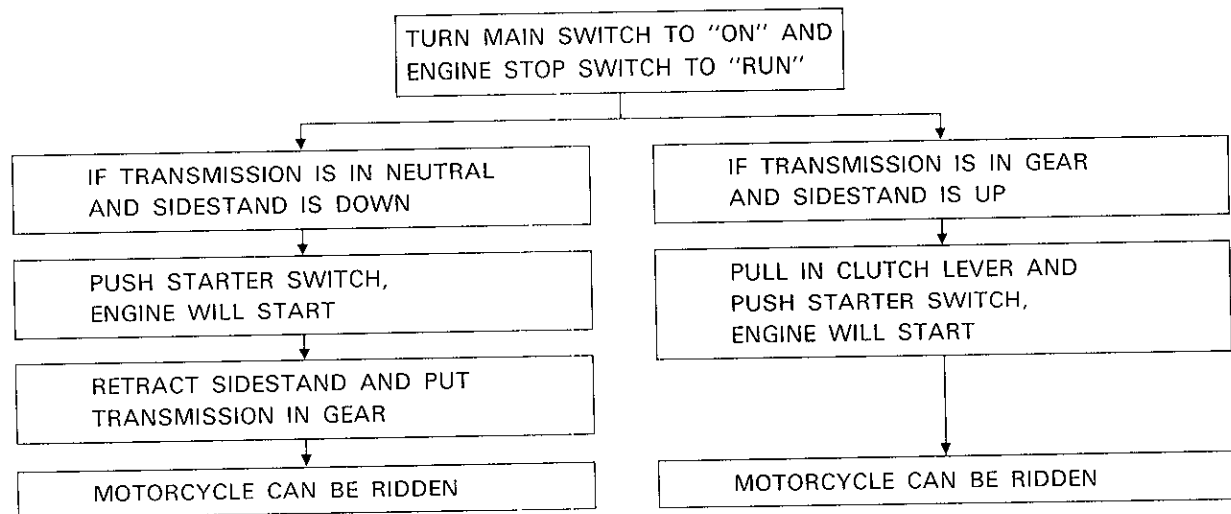 TURN MAIN SWITCH TO "ON" AND
ENGINE STOP SWITCH TO "RUN"
IF TRANSMISSION IS IN NEUTRAL
AND SIDESTAND IS DOWN
PUSH STARTER SWITCH,
ENGINE WILL START
RETRACT SIDESTAND AND PUT
TRANSMISSION IN GEAR
MOTORCYCLE CAN BE RIDDEN
IF TRANSMISSION IS IN GEAR
AND SIDESTAND IS UP
PULL IN CLUTCH LEVER AND
PUSH STARTER SWITCH,
ENGINE WILL START
MOTORCYCLE CAN BE RIDDEN